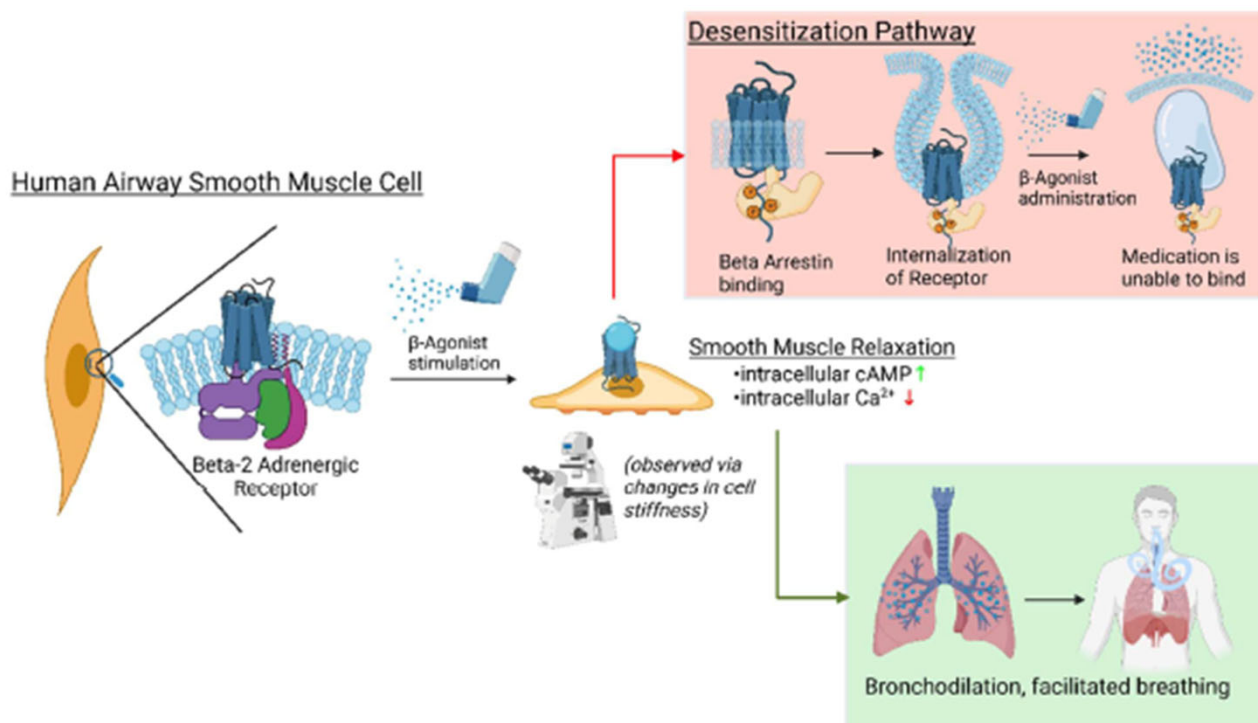 Desensitization Pathway
Beta Arrestin
binding
Internalization
of Receptor
β-Agonist
administration
Medication is
unable to bind
Human Airway Smooth Muscle Cell
Beta-2 Adrenergic
Receptor
β-Agonist
stimulation
Smooth Muscle Relaxation
•intracellular cAMP ↑
•intracellular Ca²⁺ ↓
(observed via
changes in cell
stiffness)
Bronchodilation, facilitated breathing